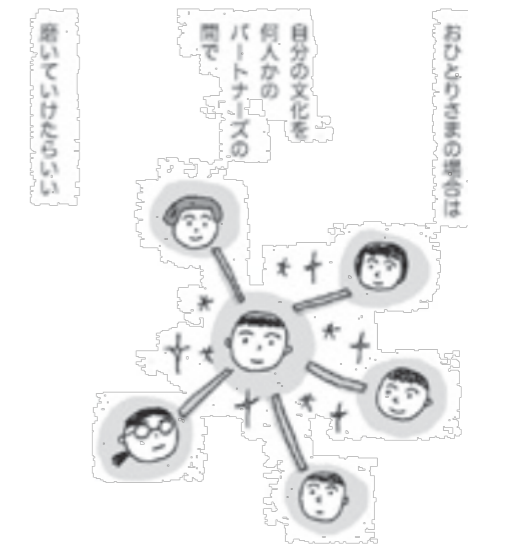 おひとりさまの場合は
自分の文化を
何人かの
パートナーズの
間で
磨いていけたらいい